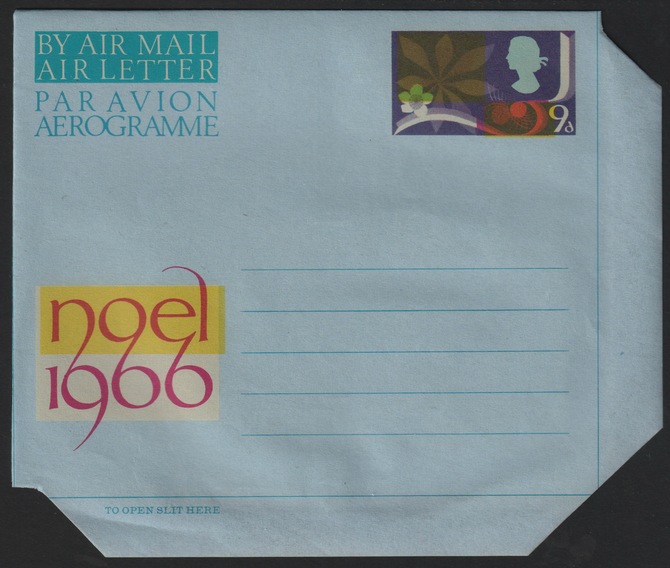 BY AIR MAIL
AIR LETTER
PAR AVION
AEROGRAMME
9d
noel
1966
TO OPEN SLIT HERE